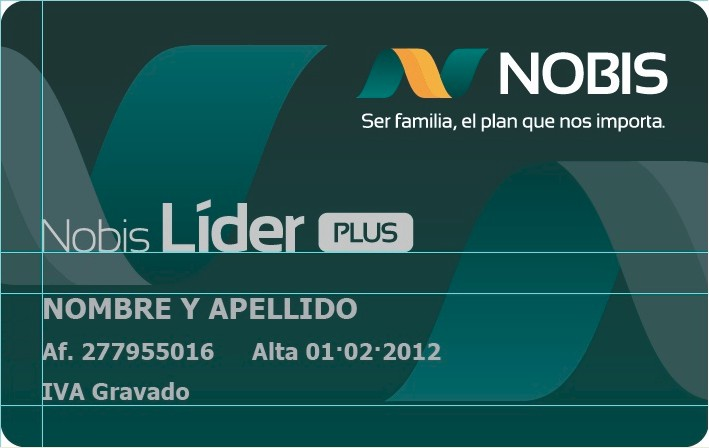 NOBIS
Ser familia, el plan que nos importa.
Nobis Líder PLUS
NOMBRE Y APELLIDO
Af. 277955016 Alta 01·02·2012
IVA Gravado